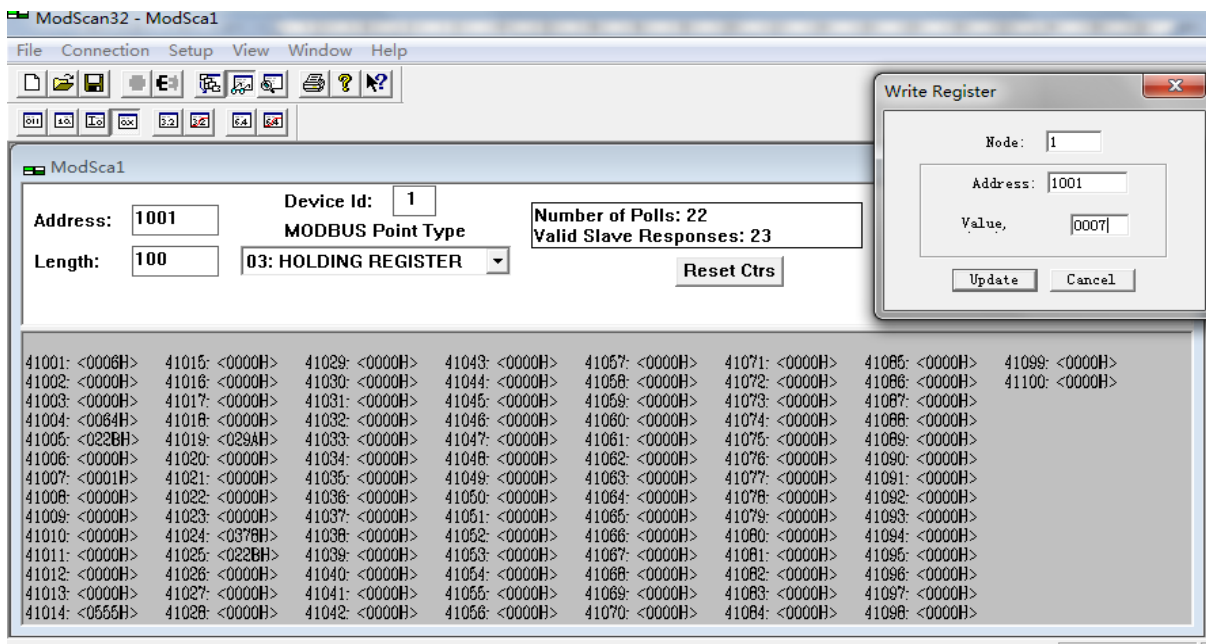 ModScan32 - ModSca1
File Connection Setup View Window Help
Write Register
Node: 1
Address: 1001
Value, 0007
Update Cancel
ModSca1
Address: 1001
Device Id: 1
MODBUS Point Type
Length: 100
03: HOLDING REGISTER
Number of Polls: 22
Valid Slave Responses: 23
Reset Ctrs
41001: <0006H> 41015: <0000H> 41029: <0000H> 41043: <0000H> 41057: <0000H> 41071: <0000H> 41085: <0000H> 41099: <0000H>
41002: <0000H> 41016: <0000H> 41030: <0000H> 41044: <0000H> 41058: <0000H> 41072: <0000H> 41086: <0000H> 41100: <0000H>
41003: <0000H> 41017: <0000H> 41031: <0000H> 41045: <0000H> 41059: <0000H> 41073: <0000H> 41087: <0000H>
41004: <0064H> 41018: <0000H> 41032: <0000H> 41046: <0000H> 41060: <0000H> 41074: <0000H> 41088: <0000H>
41005: <022BH> 41019: <029AH> 41033: <0000H> 41047: <0000H> 41061: <0000H> 41075: <0000H> 41089: <0000H>
41006: <0000H> 41020: <0000H> 41034: <0000H> 41048: <0000H> 41062: <0000H> 41076: <0000H> 41090: <0000H>
41007: <0001H> 41021: <0000H> 41035: <0000H> 41049: <0000H> 41063: <0000H> 41077: <0000H> 41091: <0000H>
41008: <0000H> 41022: <0000H> 41036: <0000H> 41050: <0000H> 41064: <0000H> 41078: <0000H> 41092: <0000H>
41009: <0000H> 41023: <0000H> 41037: <0000H> 41051: <0000H> 41065: <0000H> 41079: <0000H> 41093: <0000H>
41010: <0000H> 41024: <0378H> 41038: <0000H> 41052: <0000H> 41066: <0000H> 41080: <0000H> 41094: <0000H>
41011: <0000H> 41025: <022BH> 41039: <0000H> 41053: <0000H> 41067: <0000H> 41081: <0000H> 41095: <0000H>
41012: <0000H> 41026: <0000H> 41040: <0000H> 41054: <0000H> 41068: <0000H> 41082: <0000H> 41096: <0000H>
41013: <0000H> 41027: <0000H> 41041: <0000H> 41055: <0000H> 41069: <0000H> 41083: <0000H> 41097: <0000H>
41014: <0555H> 41028: <0000H> 41042: <0000H> 41056: <0000H> 41070: <0000H> 41084: <0000H> 41098: <0000H>